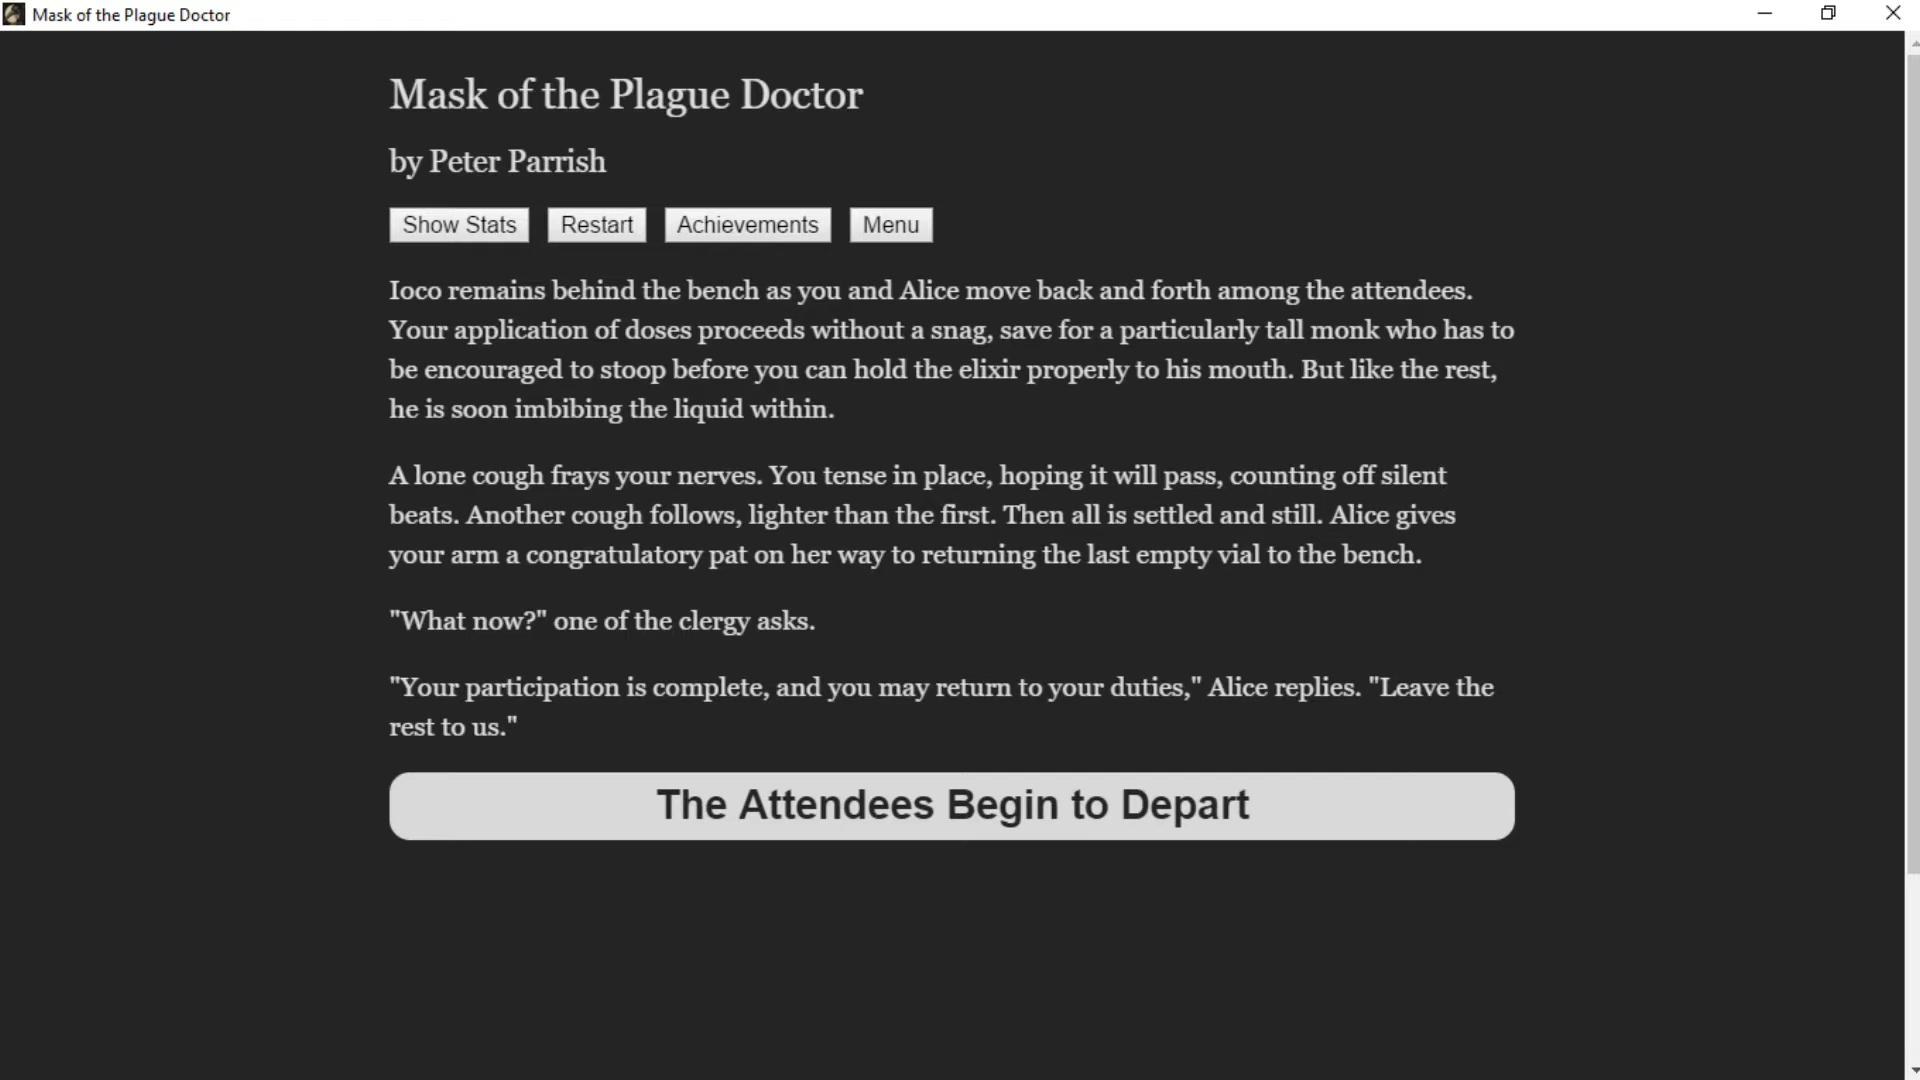 Mask of the Plague Doctor
Mask of the Plague Doctor
by Peter Parrish
Show Stats Restart Achievements Menu
Ioco remains behind the bench as you and Alice move back and forth among the attendees.
Your application of doses proceeds without a snag, save for a particularly tall monk who has to
be encouraged to stoop before you can hold the elixir properly to his mouth. But like the rest,
he is soon imbibing the liquid within.
A lone cough frays your nerves. You tense in place, hoping it will pass, counting off silent
beats. Another cough follows, lighter than the first. Then all is settled and still. Alice gives
your arm a congratulatory pat on her way to returning the last empty vial to the bench.
"What now?" one of the clergy asks.
"Your participation is complete, and you may return to your duties," Alice replies. "Leave the
rest to us."
The Attendees Begin to Depart